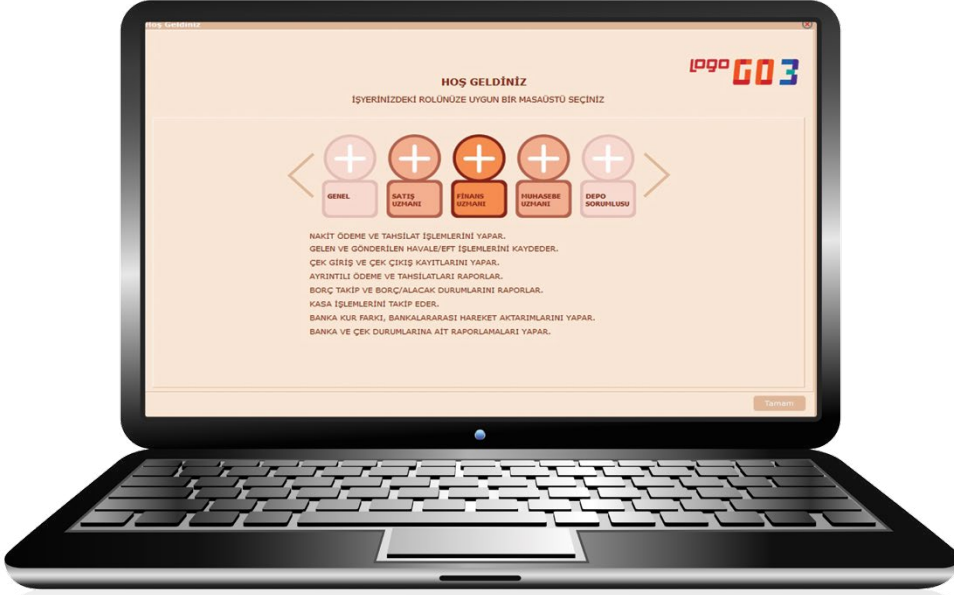 Hoş Geldiniz
LOGO GO 3
HOŞ GELDİNİZ
İŞYERİNİZDEKİ ROLÜNÜZE UYGUN BİR MASAÜSTÜ SEÇİNİZ
GENEL
SATIŞ
UZMANI
FİNANS
UZMANI
MUHASEBE
UZMANI
DEPO
SORUMLUSU
NAKİT ÖDEME VE TAHSİLAT İŞLEMLERİNİ YAPAR.
GELEN VE GÖNDERİLEN HAVALE/EFT İŞLEMLERİNİ KAYDEDER.
ÇEK GİRİŞ VE ÇEK ÇIKIŞ KAYITLARINI YAPAR.
AYRINTILI ÖDEME VE TAHSİLATLARI RAPORLAR.
BORÇ TAKİP VE BORÇ/ALACAK DURUMLARINI RAPORLAR.
KASA İŞLEMLERİNİ TAKİP EDER.
BANKA KUR FARKI, BANKALARARASI HAREKET AKTARIMLARINI YAPAR.
BANKA VE ÇEK DURUMLARINA AİT RAPORLAMALARI YAPAR.
Tamam